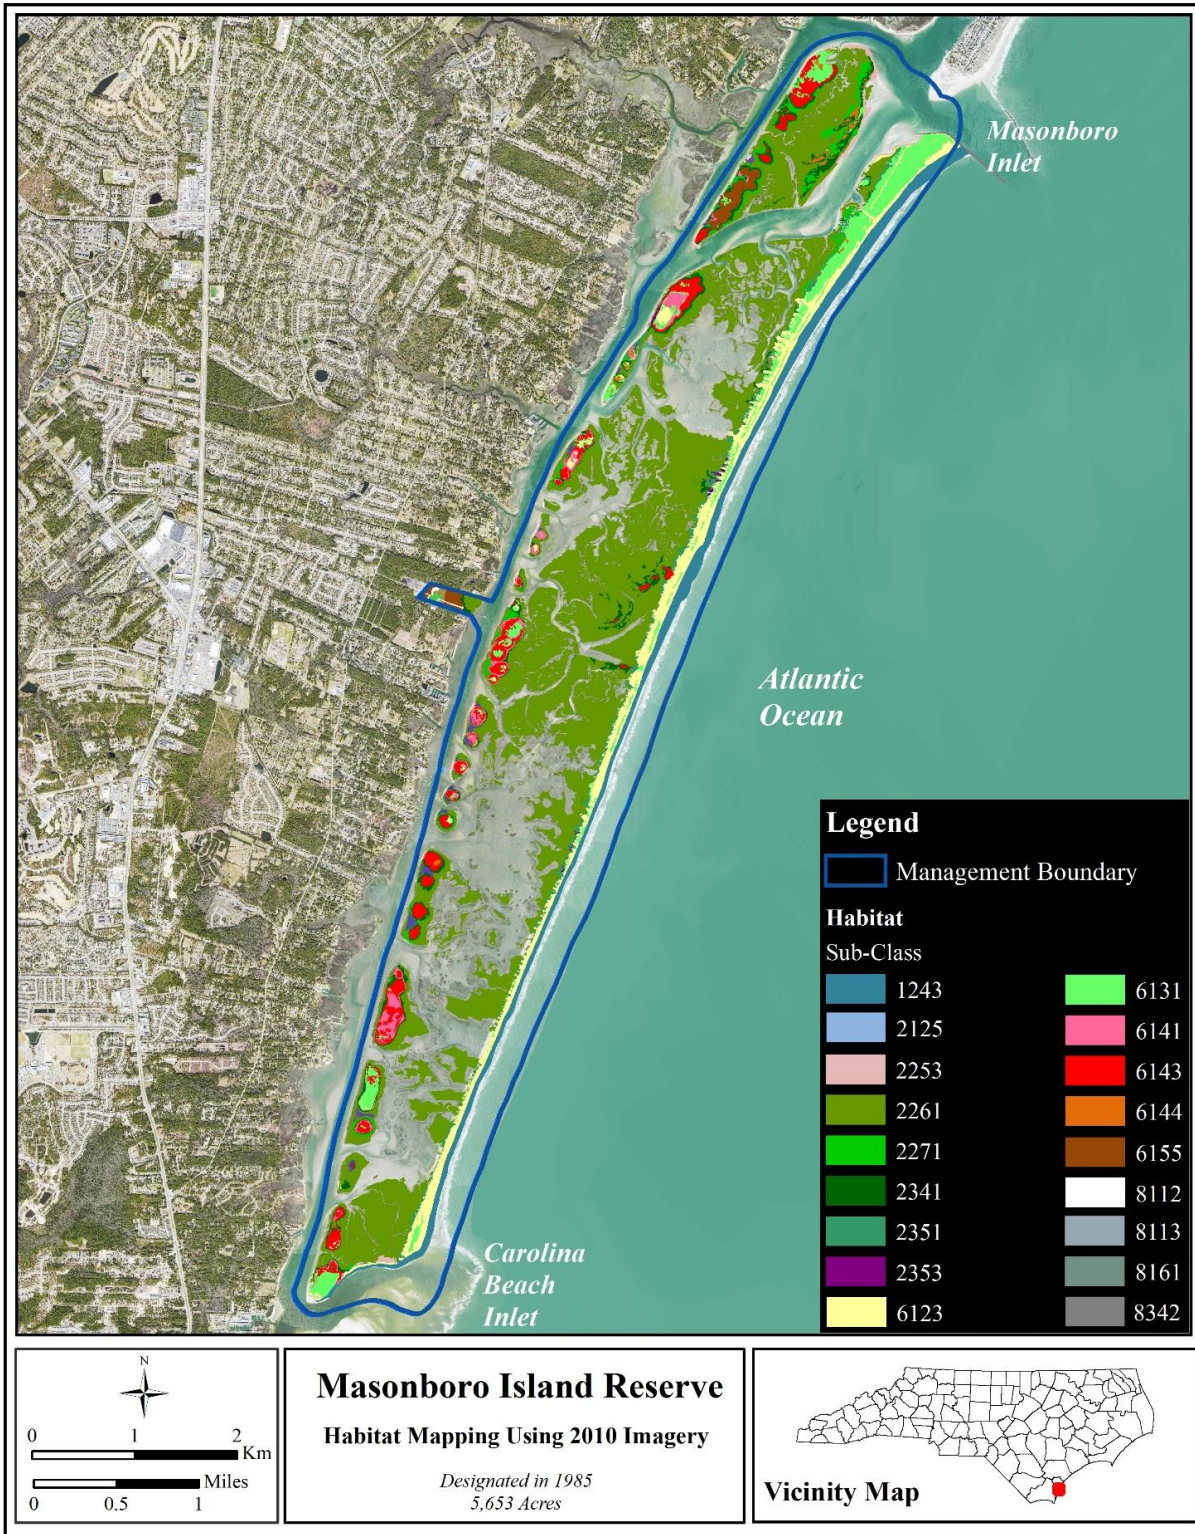 Masonboro
Inlet
Atlantic
Ocean
Carolina
Beach
Inlet
Legend
Management Boundary
Habitat
Sub-Class
1243
2125
2253
2261
2271
2341
2351
2353
6123
6131
6141
6143
6144
6155
8112
8113
8161
8342
N
0 1 2
Km
Miles
0 0.5 1
Masonboro Island Reserve
Habitat Mapping Using 2010 Imagery
Designated in 1985
5,653 Acres
Vicinity Map